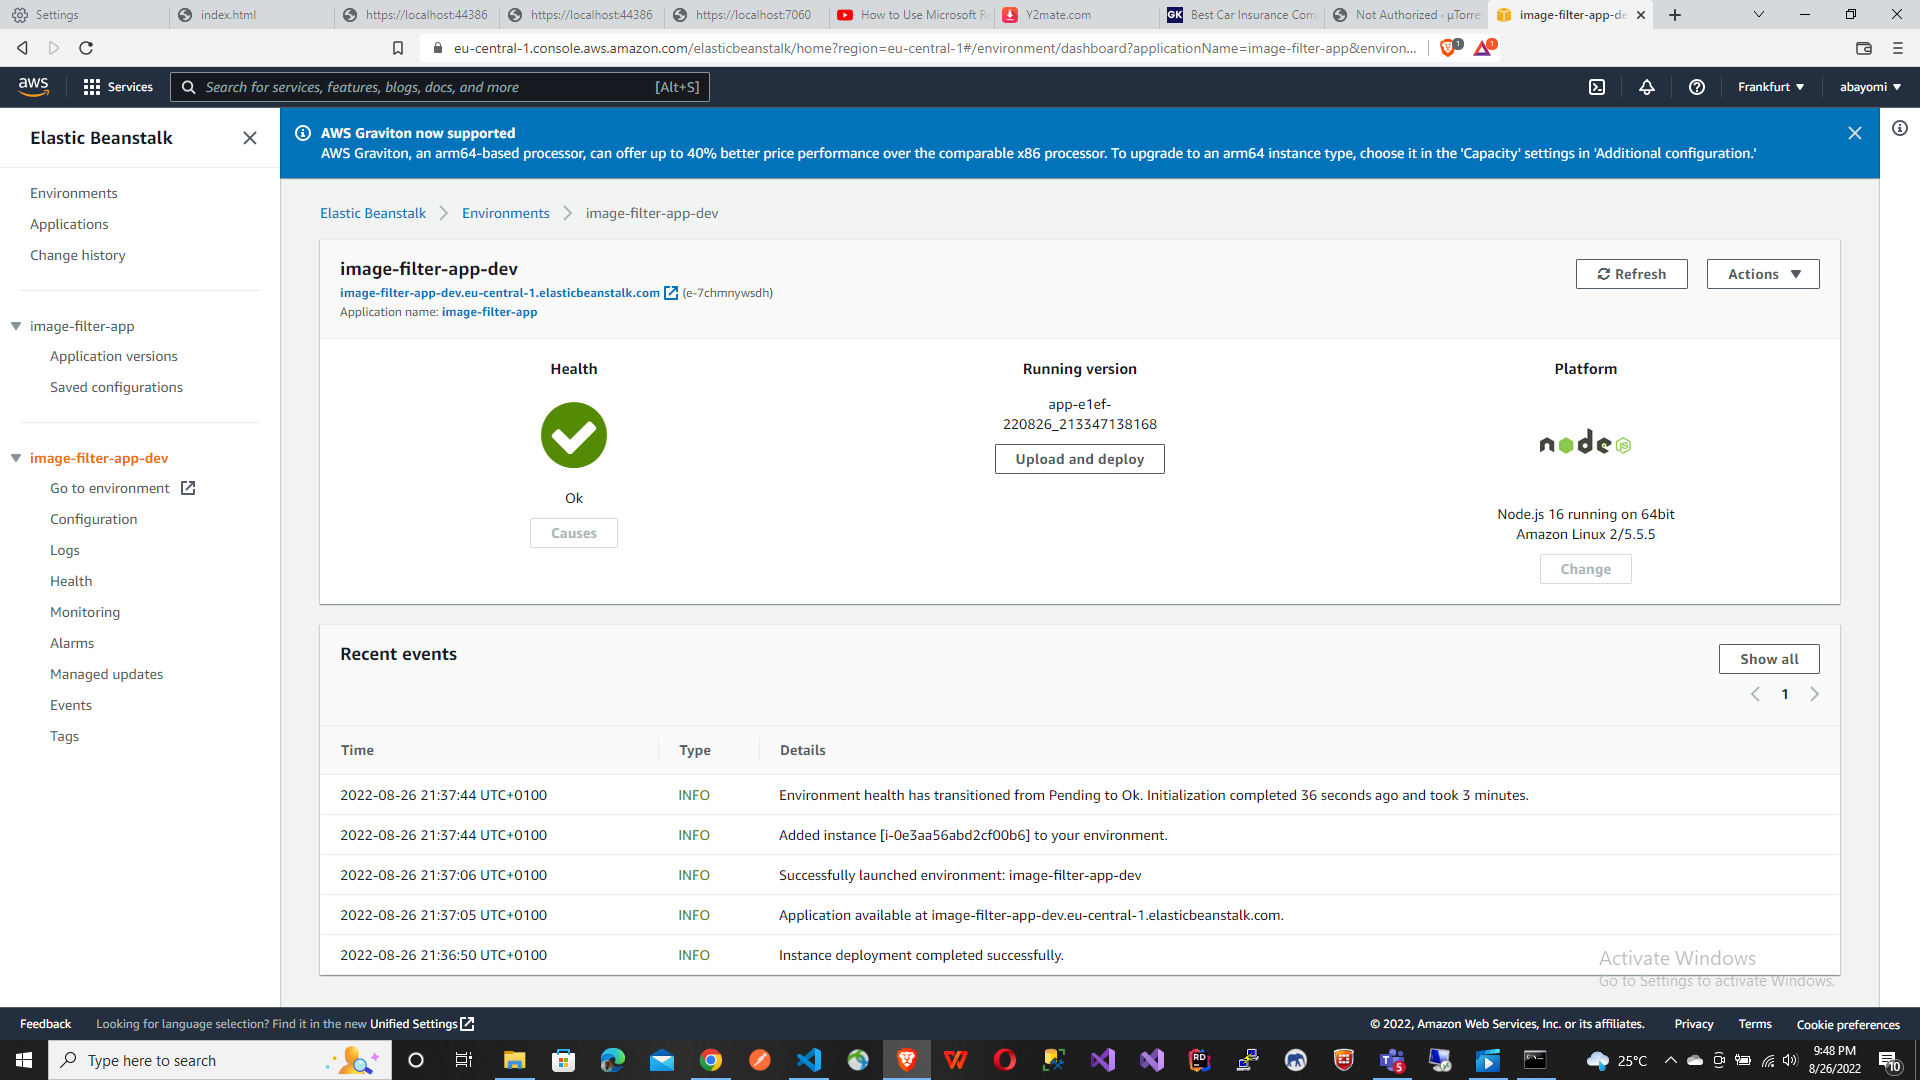 Settings
index.html
https://localhost:44386
https://localhost:44386
https://localhost:7060
How to Use Microsoft R
Y2mate.com
GK Best Car Insurance Com
Not Authorized · µTorre
image-filter-app-de
eu-central-1.console.aws.amazon.com/elasticbeanstalk/home?region=eu-central-1#/environment/dashboard?applicationName=image-filter-app&environ...
1
1
aws
Services
Search for services, features, blogs, docs, and more
[Alt+S]
Frankfurt
abayomi
Elastic Beanstalk
Environments
Applications
Change history
image-filter-app
Application versions
Saved configurations
image-filter-app-dev
Go to environment
Configuration
Logs
Health
Monitoring
Alarms
Managed updates
Events
Tags
AWS Graviton now supported
AWS Graviton, an arm64-based processor, can offer up to 40% better price performance over the comparable x86 processor. To upgrade to an arm64 instance type, choose it in the 'Capacity' settings in 'Additional configuration.'
Elastic Beanstalk
Environments
image-filter-app-dev
image-filter-app-dev
image-filter-app-dev.eu-central-1.elasticbeanstalk.com (e-7chmnywsdh)
Application name: image-filter-app
Refresh
Actions
Health
Ok
Causes
Running version
app-e1ef-
220826_213347138168
Upload and deploy
Platform
node JS
Node.js 16 running on 64bit
Amazon Linux 2/5.5.5
Change
Recent events
Show all
1
Time Type Details
2022-08-26 21:37:44 UTC+0100 INFO Environment health has transitioned from Pending to Ok. Initialization completed 36 seconds ago and took 3 minutes.
2022-08-26 21:37:44 UTC+0100 INFO Added instance [i-0e3aa56abd2cf00b6] to your environment.
2022-08-26 21:37:06 UTC+0100 INFO Successfully launched environment: image-filter-app-dev
2022-08-26 21:37:05 UTC+0100 INFO Application available at image-filter-app-dev.eu-central-1.elasticbeanstalk.com.
2022-08-26 21:36:50 UTC+0100 INFO Instance deployment completed successfully.
Activate Windows
Go to Settings to activate Windows.
Feedback
Looking for language selection? Find it in the new Unified Settings
© 2022, Amazon Web Services, Inc. or its affiliates.
Privacy
Terms
Cookie preferences
Type here to search
RD
5
25°C
9:48 PM
8/26/2022
10